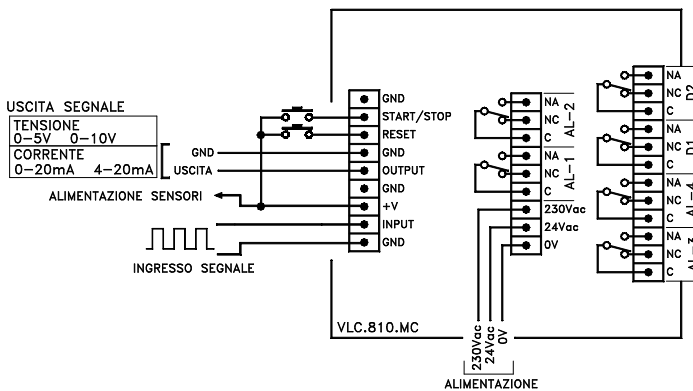 USCITA SEGNALE
TENSIONE
0-5V 0-10V
CORRENTE
0-20mA 4-20mA
GND
USCITA
ALIMENTAZIONE SENSORI
INGRESSO SEGNALE
GND
START/STOP
RESET
GND
OUTPUT
GND
+V
INPUT
GND
NA
NC
C
AL-2
NA
NC
C
AL-1
230Vac
24Vac
0V
NA
NC
C
D2
NA
NC
C
D1
NA
NC
C
AL-4
NA
NC
C
AL-3
VLC.810.MC
230Vac
24Vac
0V
ALIMENTAZIONE